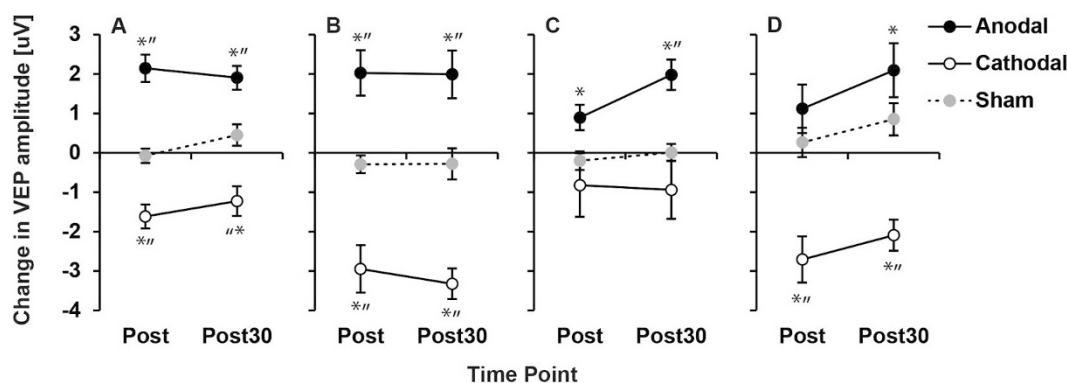 A B C D
Anodal
Cathodal
Sham
Change in VEP amplitude [uV]
3
2
1
0
-1
-2
-3
-4
*" *" *" *" * *" *
*" "* *" *" *" *"
Post Post30 Post Post30 Post Post30 Post Post30
Time Point